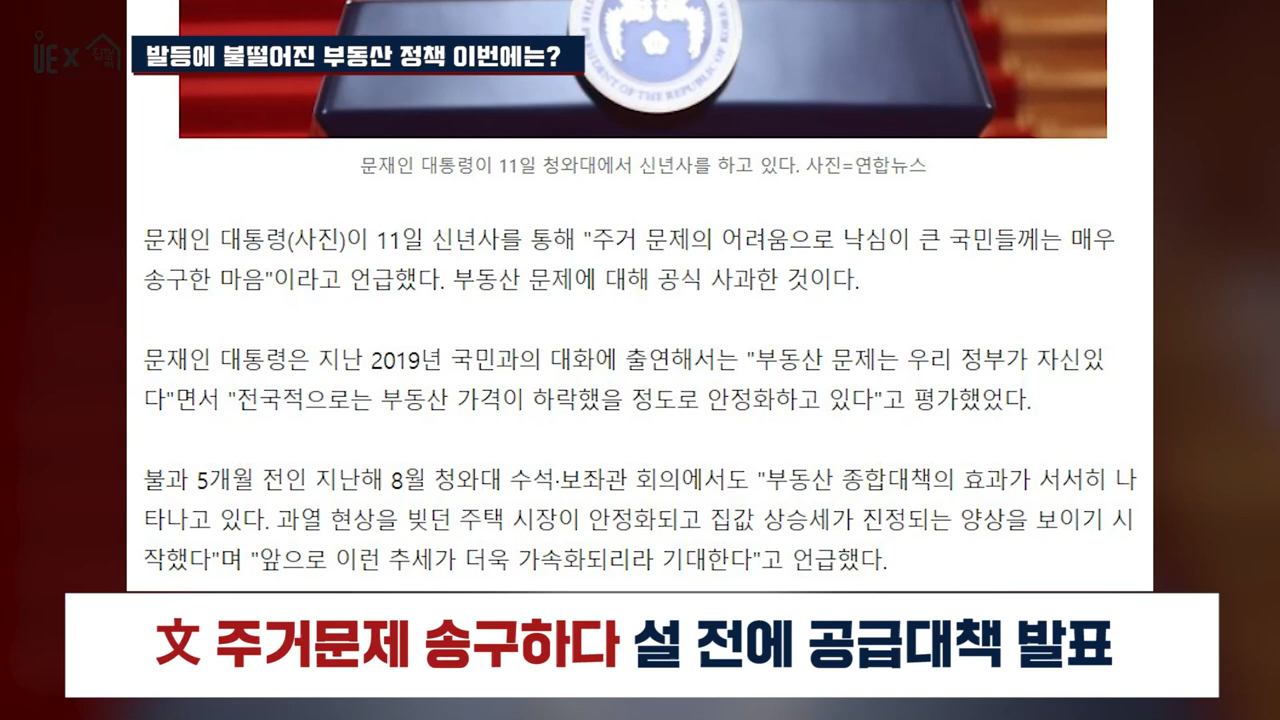 UEX 집마켓
발등에 불떨어진 부동산 정책 이번에는?
THE PRESIDENT OF THE REPUBLIC OF KOREA
문재인 대통령이 11일 청와대에서 신년사를 하고 있다. 사진=연합뉴스
문재인 대통령(사진)이 11일 신년사를 통해 "주거 문제의 어려움으로 낙심이 큰 국민들께는 매우
송구한 마음"이라고 언급했다. 부동산 문제에 대해 공식 사과한 것이다.
문재인 대통령은 지난 2019년 국민과의 대화에 출연해서는 "부동산 문제는 우리 정부가 자신있
다"면서 "전국적으로는 부동산 가격이 하락했을 정도로 안정화하고 있다"고 평가했었다.
불과 5개월 전인 지난해 8월 청와대 수석·보좌관 회의에서도 "부동산 종합대책의 효과가 서서히 나
타나고 있다. 과열 현상을 빚던 주택 시장이 안정화되고 집값 상승세가 진정되는 양상을 보이기 시
작했다"며 "앞으로 이런 추세가 더욱 가속화되리라 기대한다"고 언급했다.
文 주거문제 송구하다 설 전에 공급대책 발표